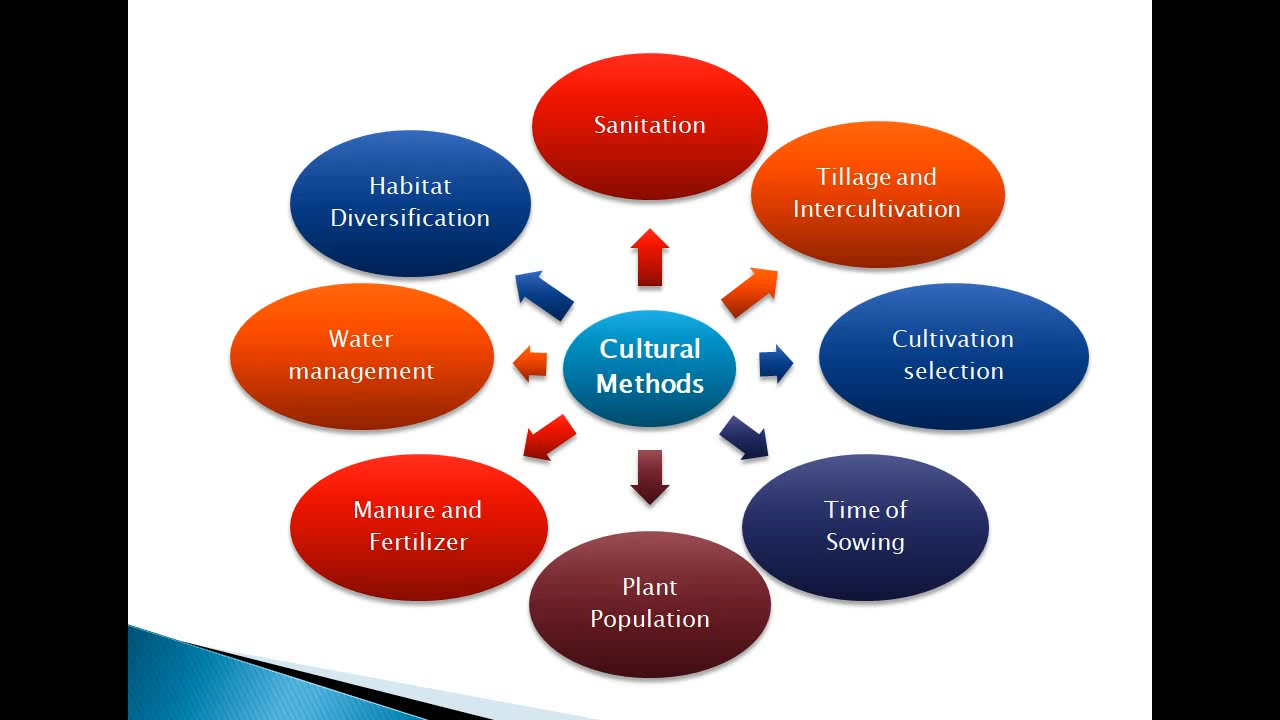 Sanitation
Tillage and
Intercultivation
Habitat
Diversification
Water
management
Cultural
Methods
Cultivation
selection
Manure and
Fertilizer
Time of
Sowing
Plant
Population